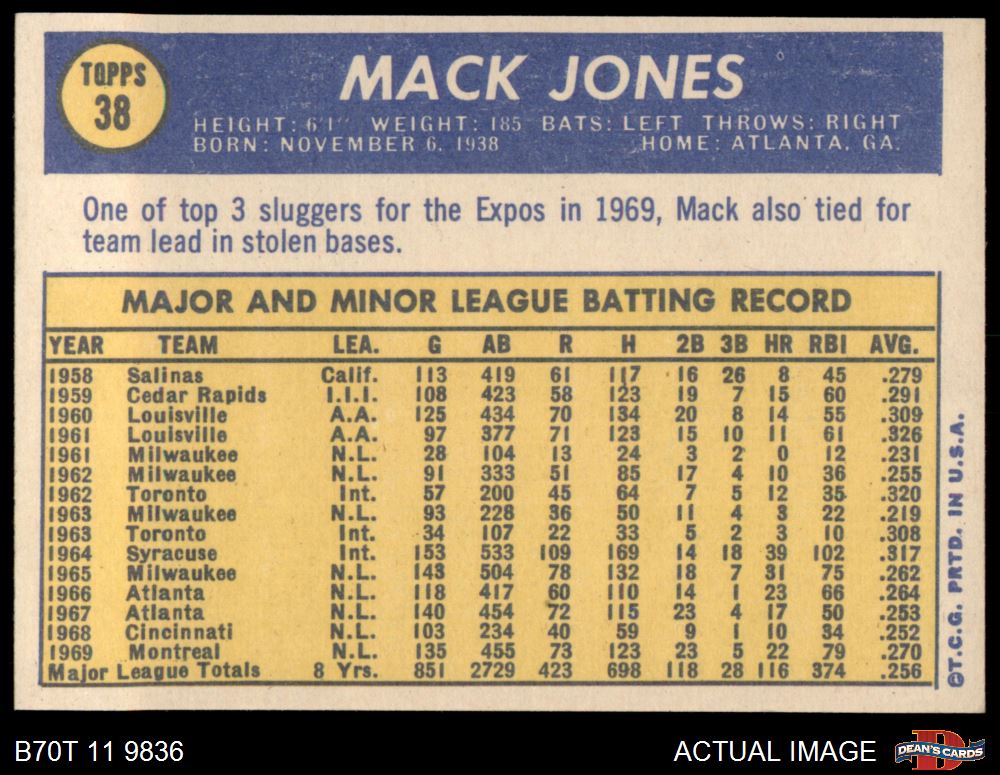 TOPPS
38
MACK JONES
HEIGHT: 6'1" WEIGHT: 185 BATS: LEFT THROWS: RIGHT
BORN: NOVEMBER 6, 1938 HOME: ATLANTA, GA.
One of top 3 sluggers for the Expos in 1969, Mack also tied for
team lead in stolen bases.
MAJOR AND MINOR LEAGUE BATTING RECORD
YEAR TEAM LEA. G AB R H 2B 3B HR RBI AVG.
1958 Salinas Calif. 113 419 61 117 16 26 8 45 .279
1959 Cedar Rapids I.I.I. 108 423 58 123 19 7 15 60 .291
1960 Louisville A.A. 125 434 70 134 20 8 14 55 .309
1961 Louisville A.A. 97 377 71 123 15 10 11 61 .326
1961 Milwaukee N.L. 28 104 13 24 3 2 0 12 .231
1962 Milwaukee N.L. 91 333 51 85 17 4 10 36 .255
1962 Toronto Int. 57 200 45 64 7 5 12 35 .320
1963 Milwaukee N.L. 93 228 36 50 11 4 3 22 .219
1963 Toronto Int. 34 107 22 33 5 2 3 10 .308
1964 Syracuse Int. 153 533 109 169 14 18 39 102 .317
1965 Milwaukee N.L. 143 504 78 132 18 7 31 75 .262
1966 Atlanta N.L. 118 417 60 110 14 1 23 66 .264
1967 Atlanta N.L. 140 454 72 115 23 4 17 50 .253
1968 Cincinnati N.L. 103 234 40 59 9 1 10 34 .252
1969 Montreal N.L. 135 455 73 123 23 5 22 79 .270
Major League Totals 8 Yrs. 851 2729 423 698 118 28 116 374 .256
©T.C.G. PRTD. IN U.S.A.
B70T 11 9836
ACTUAL IMAGE
DEAN'S CARDS